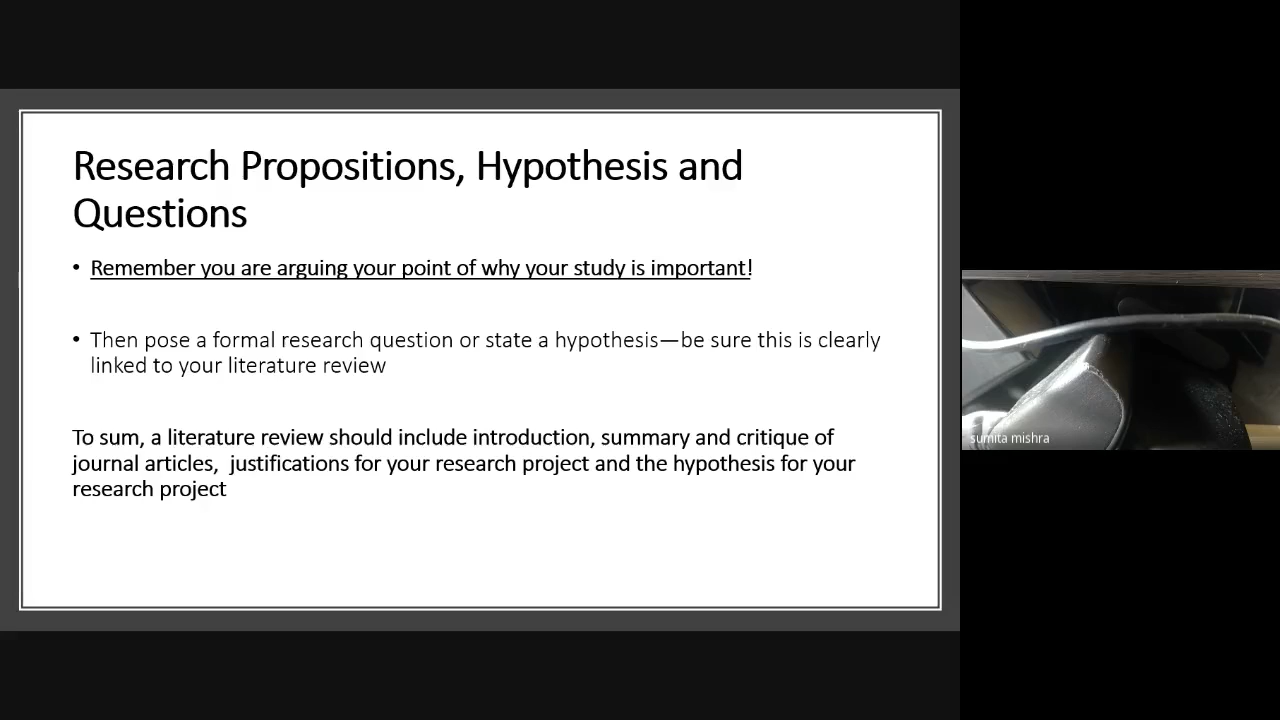 Research Propositions, Hypothesis and
Questions
• Remember you are arguing your point of why your study is important!
• Then pose a formal research question or state a hypothesis—be sure this is clearly
linked to your literature review
To sum, a literature review should include introduction, summary and critique of
journal articles,  justifications for your research project and the hypothesis for your
research project
sumita mishra